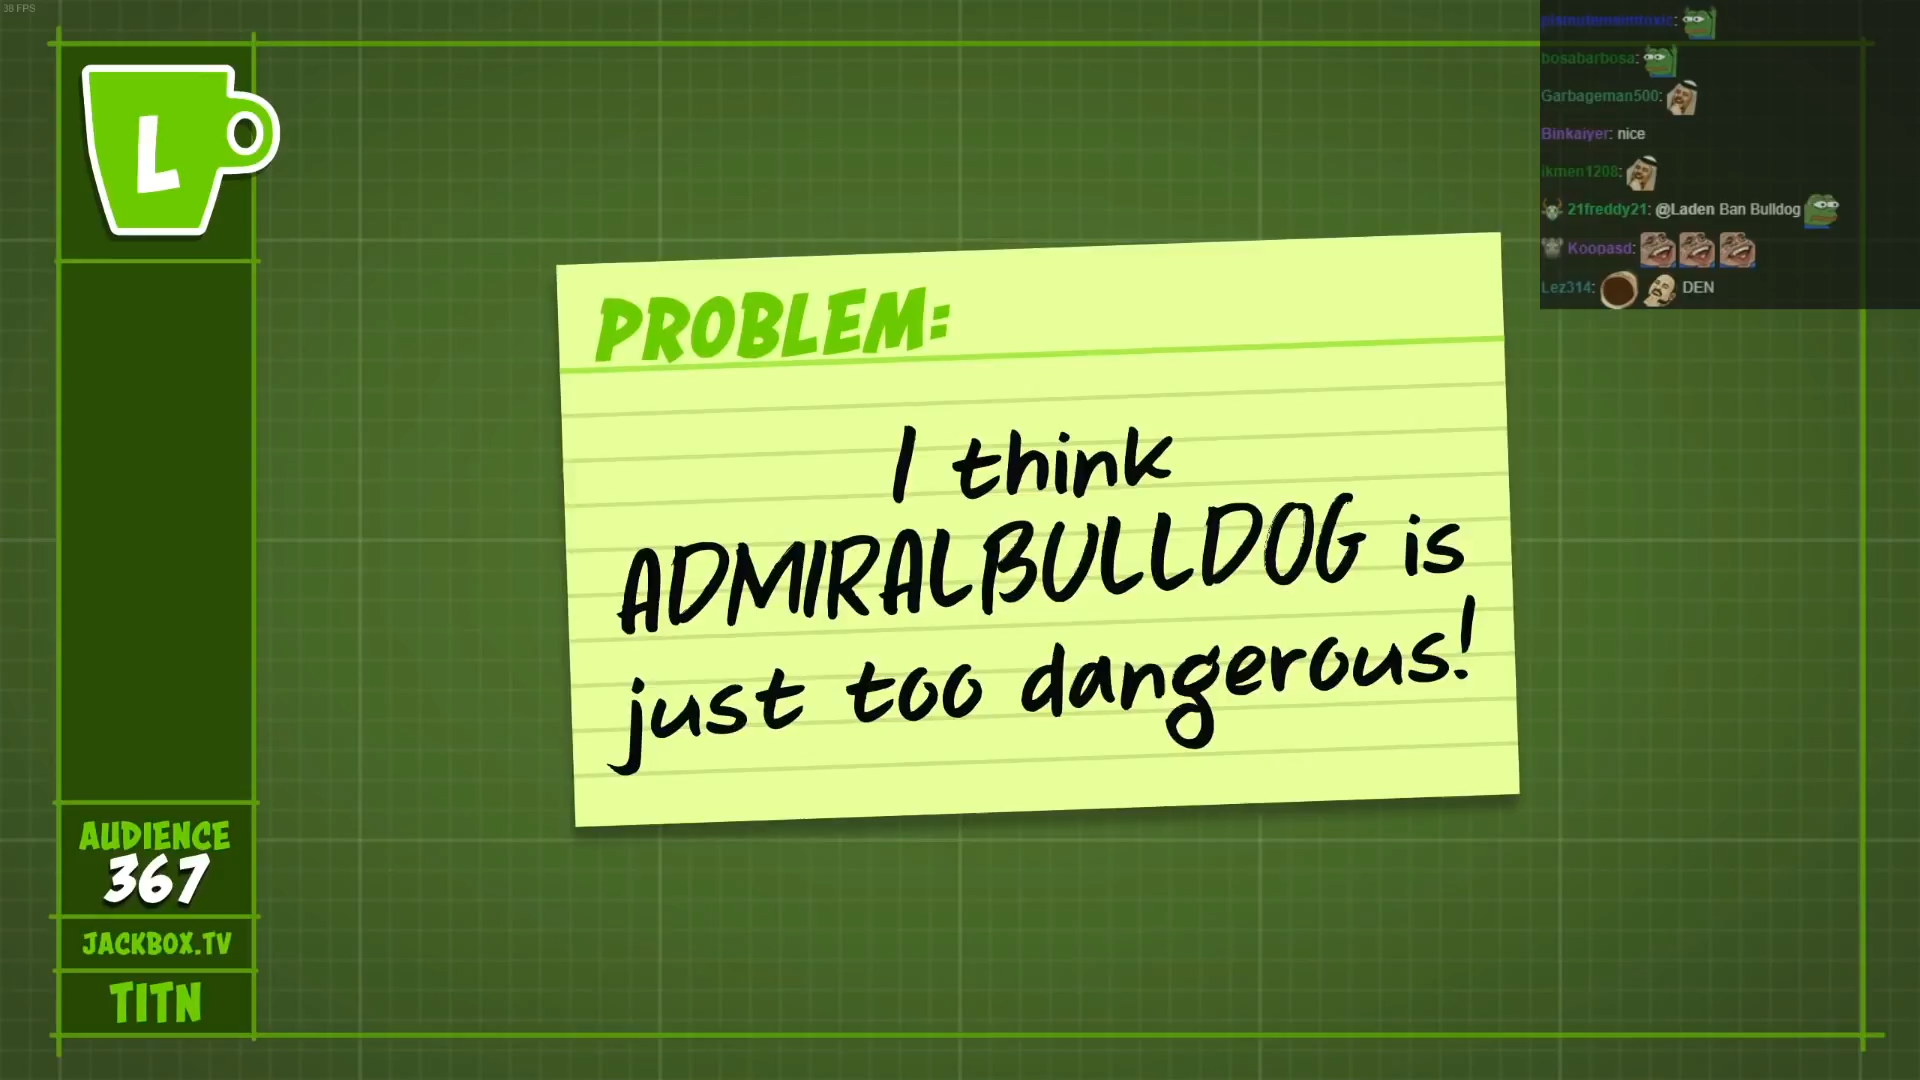 38 FPS
L
PROBLEM:
I think
ADMIRALBULLDOG is
just too dangerous!
AUDIENCE
367
JACKBOX.TV
TITN
bosabarbosa:
Garbageman500:
Binkaiyer: nice
ikmen1208:
21freddy21: @Laden Ban Bulldog
Koopasd:
Lez314: DEN